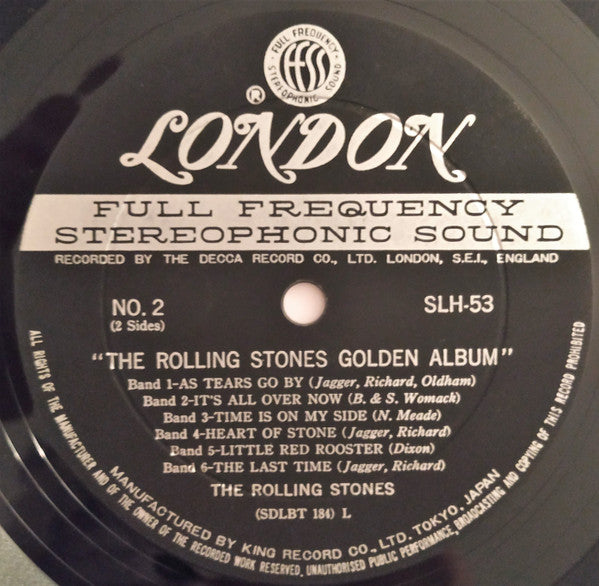 FULL FREQUENCY
ffss
STEREOPHONIC SOUND
®
LONDON
FULL FREQUENCY
STEREOPHONIC SOUND
RECORDED BY THE DECCA RECORD CO., LTD. LONDON, S.E.I., ENGLAND
NO. 2
(2 Sides)
SLH-53
"THE ROLLING STONES GOLDEN ALBUM"
Band 1-AS TEARS GO BY (Jagger, Richard, Oldham)
Band 2-IT'S ALL OVER NOW (B. & S. Womack)
Band 3-TIME IS ON MY SIDE (N. Meade)
Band 4-HEART OF STONE (Jagger, Richard)
Band 5-LITTLE RED ROOSTER (Dixon)
Band 6-THE LAST TIME (Jagger, Richard)
THE ROLLING STONES
(SDLBT 184) L
MANUFACTURED BY KING RECORD CO., LTD. TOKYO, JAPAN
ALL RIGHTS OF THE MANUFACTURER AND OF THE OWNER OF THE RECORDED WORK RESERVED. UNAUTHORISED PUBLIC PERFORMANCE, BROADCASTING AND COPYING OF THIS RECORD PROHIBITED